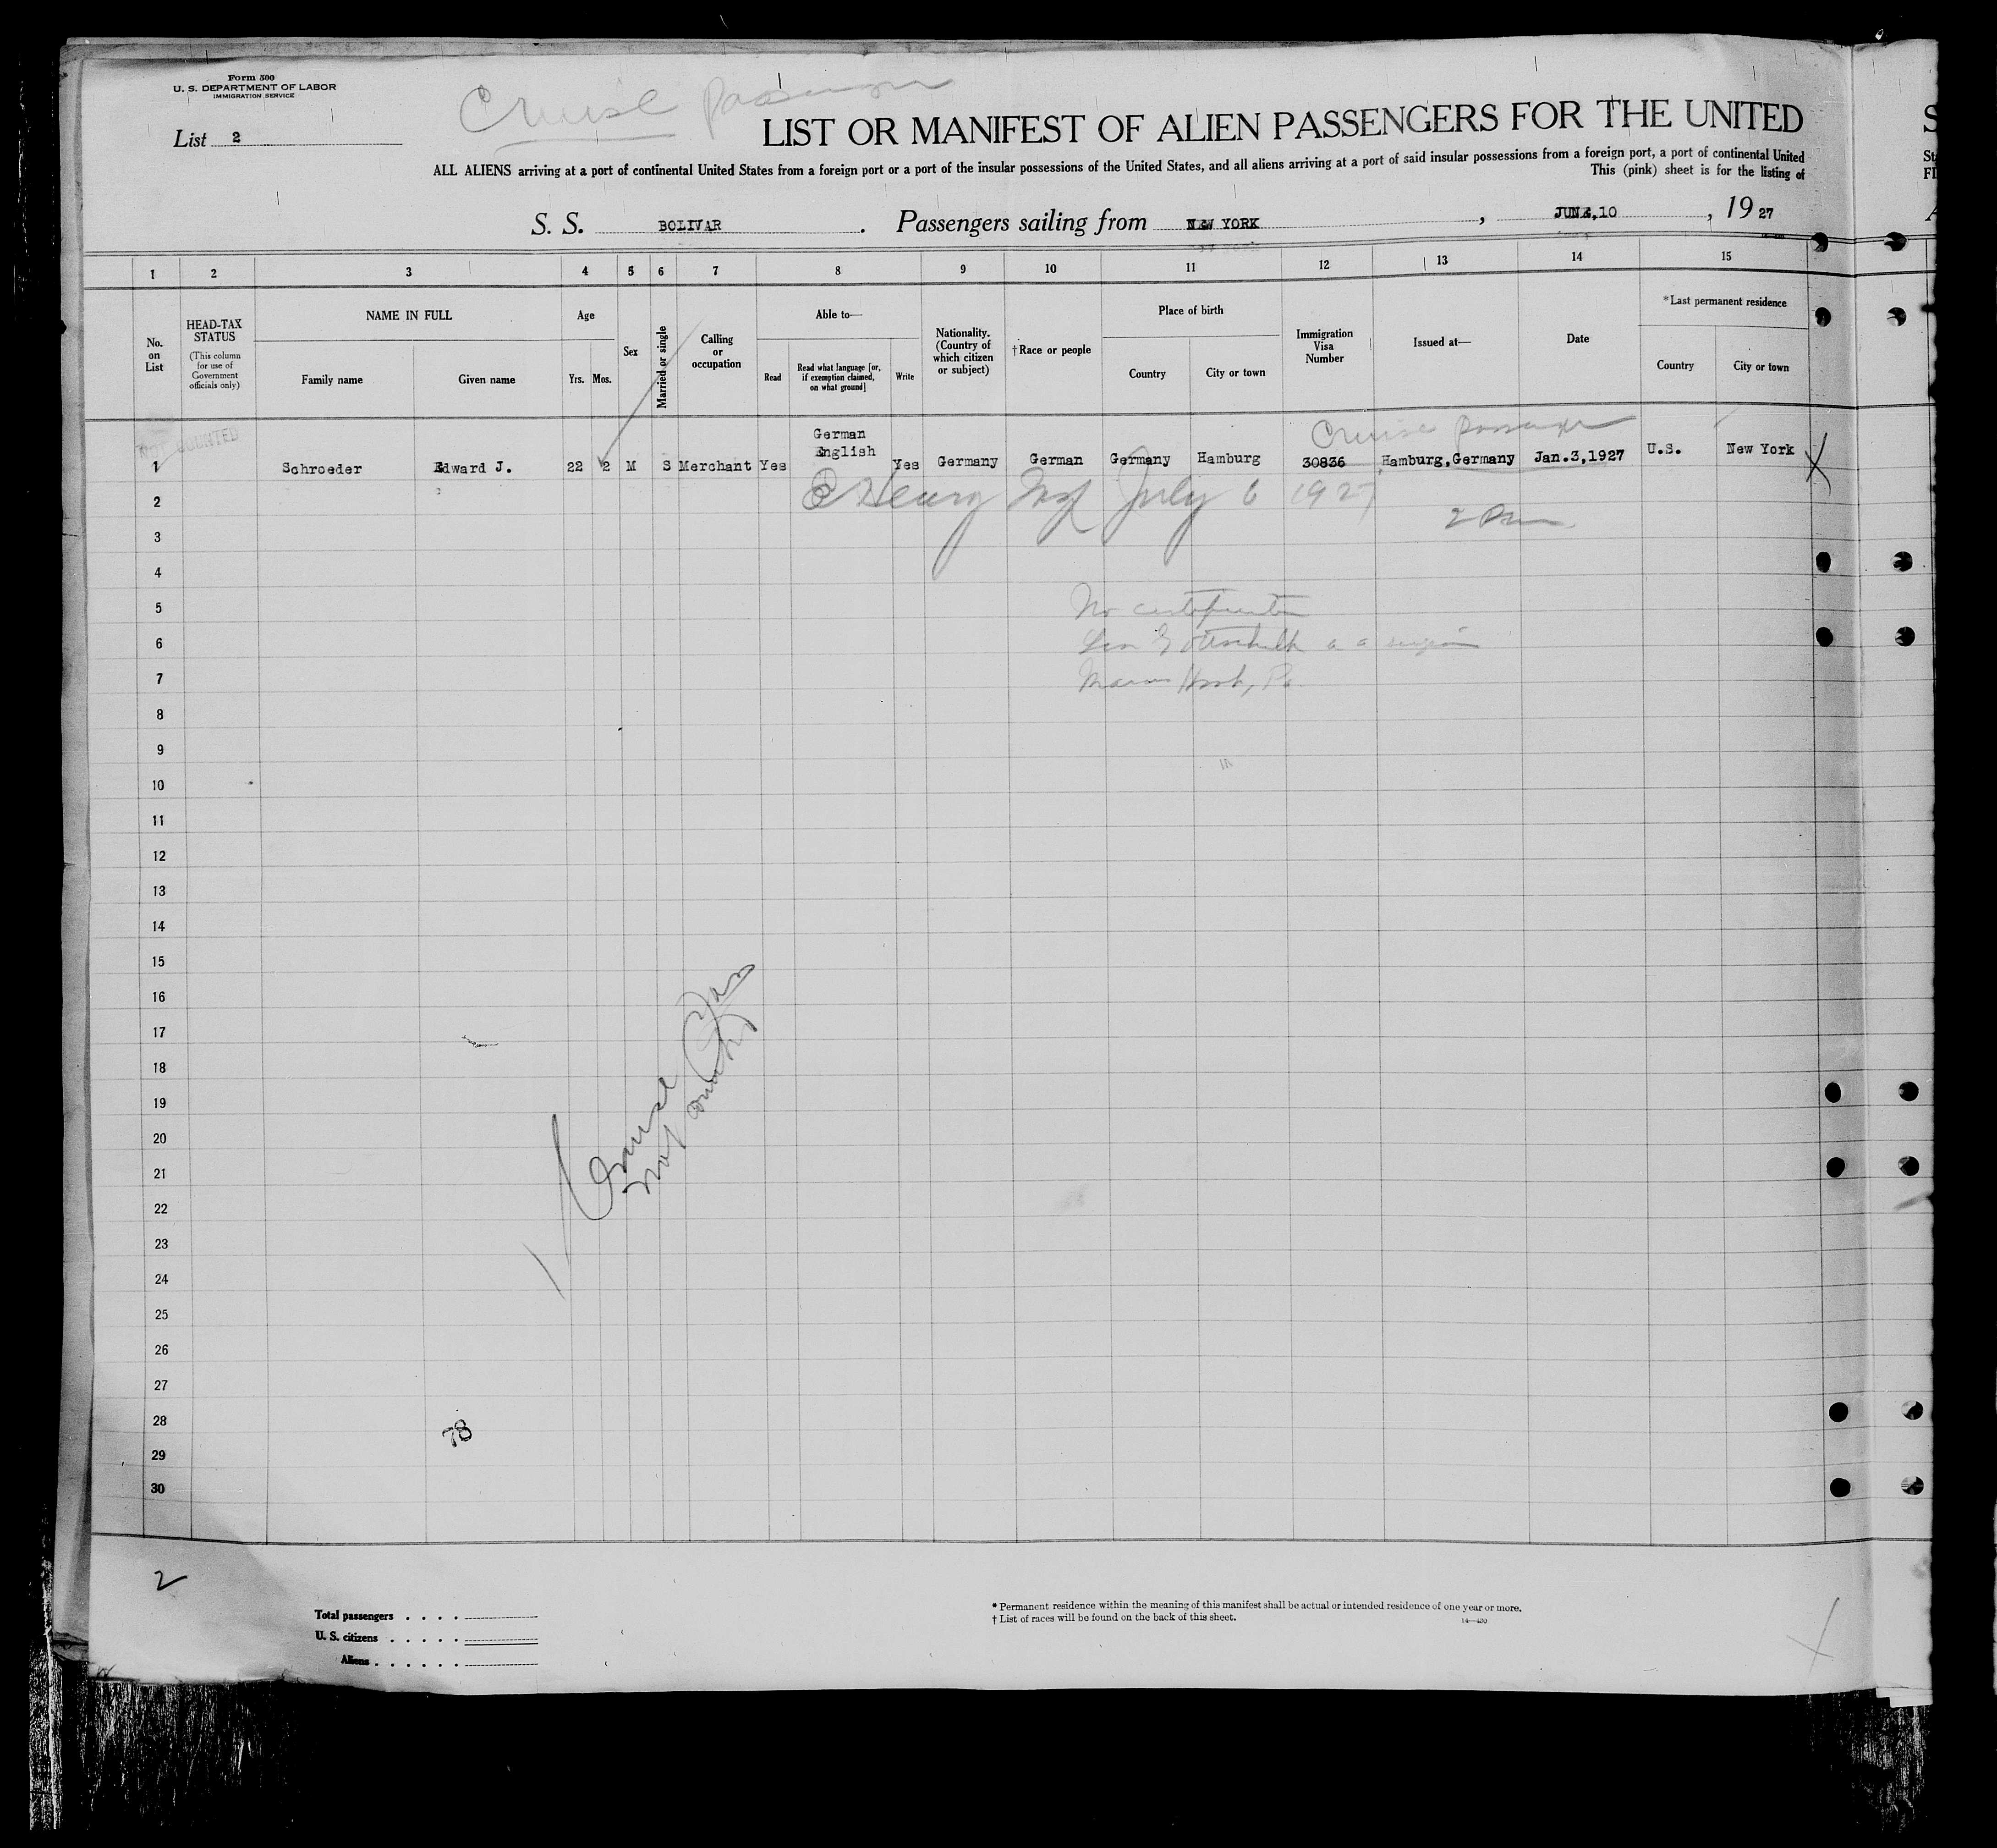 Form 500
U. S. DEPARTMENT OF LABOR
IMMIGRATION SERVICE
Cruise Passenger
List 2
LIST OR MANIFEST OF ALIEN PASSENGERS FOR THE UNITED
S
ALL ALIENS arriving at a port of continental United States from a foreign port or a port of the insular possessions of the United States, and all aliens arriving at a port of said insular possessions from a foreign port, a port of continental United
This (pink) sheet is for the listing of
S. S. BOLIVAR. Passengers sailing from NEW YORK, JUNE,10, 19 27
1 2 3 4 5 6 7 8 9 10 11 12 13 14 15
No. on List
HEAD-TAX STATUS (This column for use of Government officials only)
NAME IN FULL
Family name Given name
Age
Yrs. Mos.
Sex
Married or single
Calling or occupation
Able to—
Read
Read what language [or, if exemption claimed, on what ground]
Write
Nationality. (Country of which citizen or subject)
†Race or people
Place of birth
Country City or town
Immigration Visa Number
Issued at—
Date
*Last permanent residence
Country City or town
NOT COUNTED
Cruise Passenger
1 Schroeder Edward J. 22 2 M S Merchant Yes German English Yes Germany German Germany Hamburg 30836 Hamburg,Germany Jan.3,1927 U.S. New York X
2 Henry July 6 1927
3
4
5 No
6
7 Marcus Hook, Pa
8
9
10
11
12
13
14
15
16
17
18
19
20
21
22
23
24
25
26
27
28
29
30
Cruise
not counted
78
2
Total passengers . . . .
U. S. citizens . . . . .
Aliens . . . . . .
* Permanent residence within the meaning of this manifest shall be actual or intended residence of one year or more.
† List of races will be found on the back of this sheet.
14—430
X